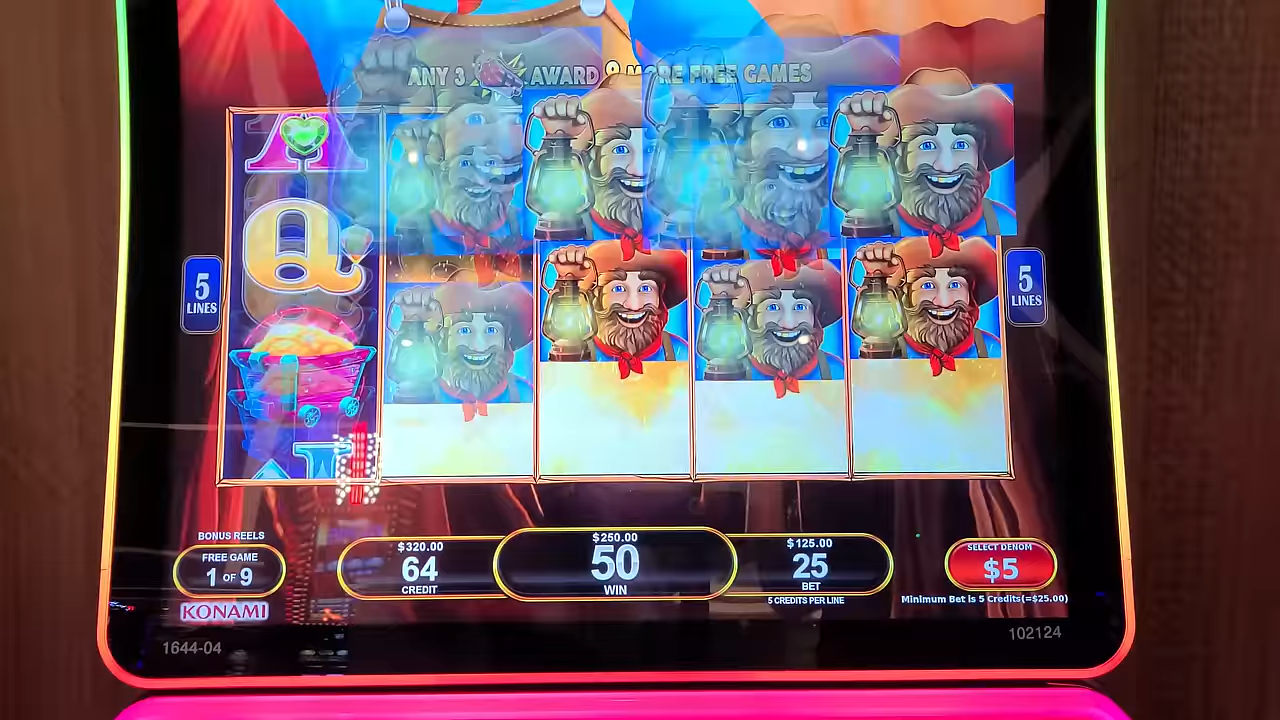 ANY 3 AWARD 9 MORE FREE GAMES
A
Q
5
LINES
5
LINES
BONUS REELS
FREE GAME
1 OF 9
$320.00
64
CREDIT
$250.00
50
WIN
$125.00
25
BET
5 CREDITS PER LINE
SELECT DENOM
$5
Minimum Bet is 5 Credits(=$25.00)
KONAMI
1644-04
102124